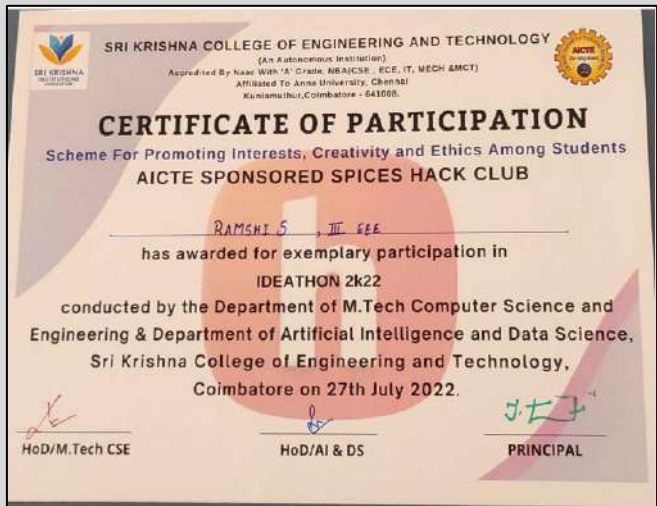 SRI KRISHNA COLLEGE OF ENGINEERING AND TECHNOLOGY
(An Autonomous Institution)
Accredited By Naac With 'A' Grade, NBA(CSE, ECE, IT, MECH &MCT)
Affiliated To Anna University, Chennai
Kuniamuthur,Coimbatore - 641008.
SRI KRISHNA
INSTITUTIONS
AICTE
CERTIFICATE OF PARTICIPATION
Scheme For Promoting Interests, Creativity and Ethics Among Students
AICTE SPONSORED SPICES HACK CLUB
RAMSHI S , III EEE
has awarded for exemplary participation in
IDEATHON 2k22
conducted by the Department of M.Tech Computer Science and
Engineering & Department of Artificial Intelligence and Data Science,
Sri Krishna College of Engineering and Technology,
Coimbatore on 27th July 2022.
HoD/M.Tech CSE
HoD/AI & DS
PRINCIPAL